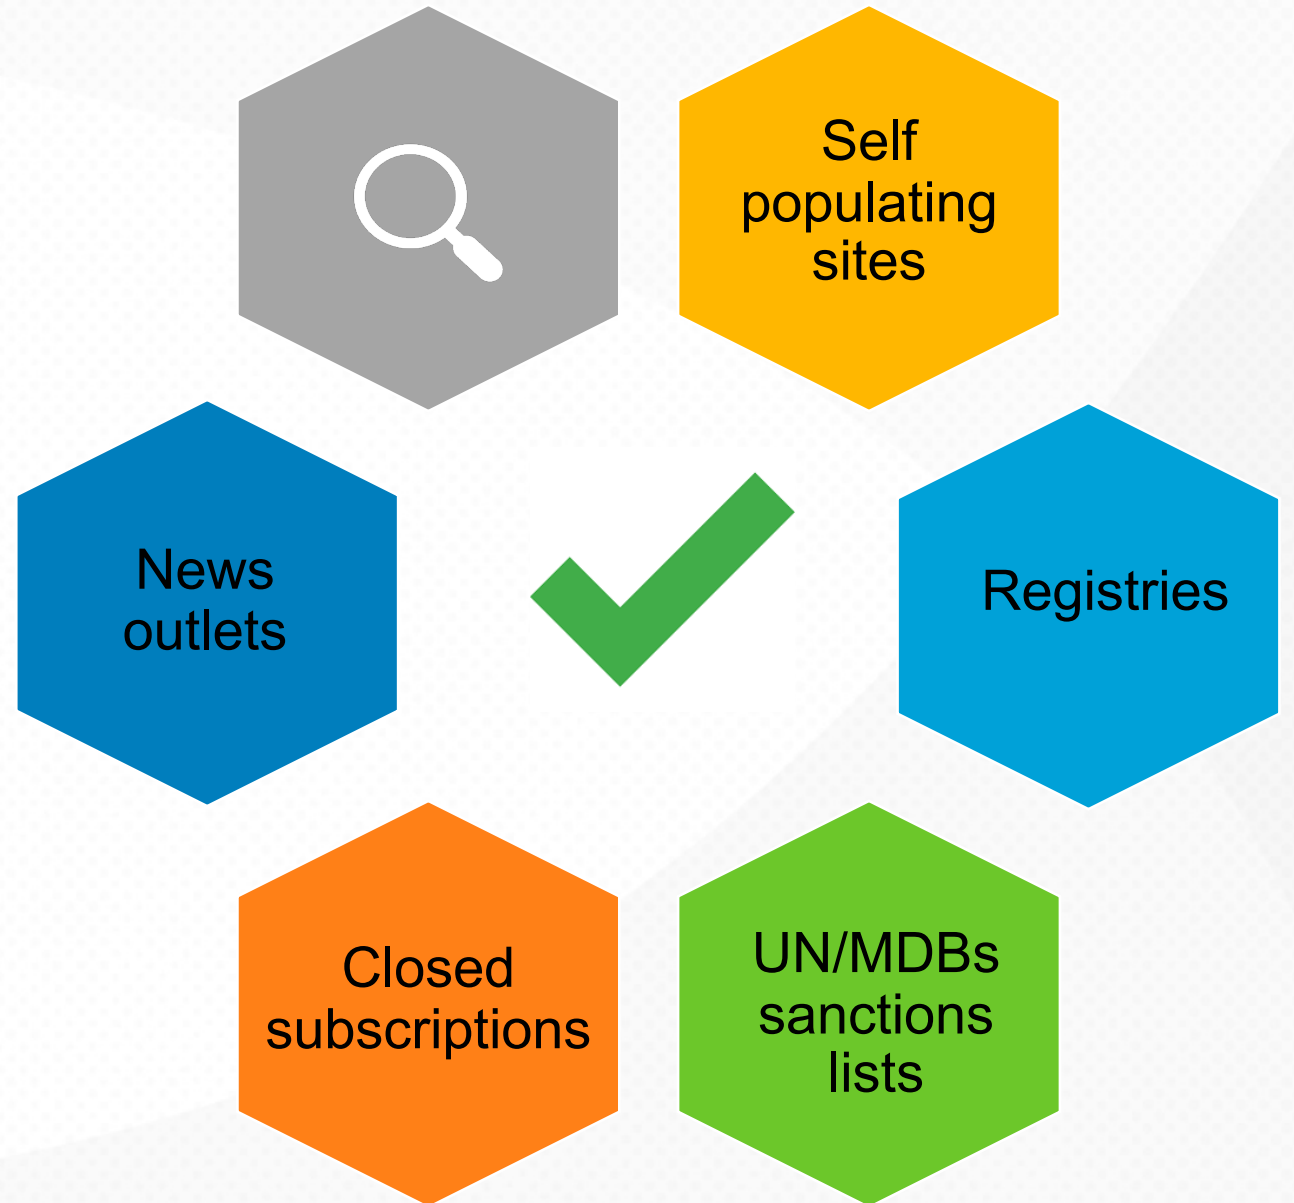 Self
populating
sites
News
outlets
Registries
Closed
subscriptions
UN/MDBs
sanctions
lists